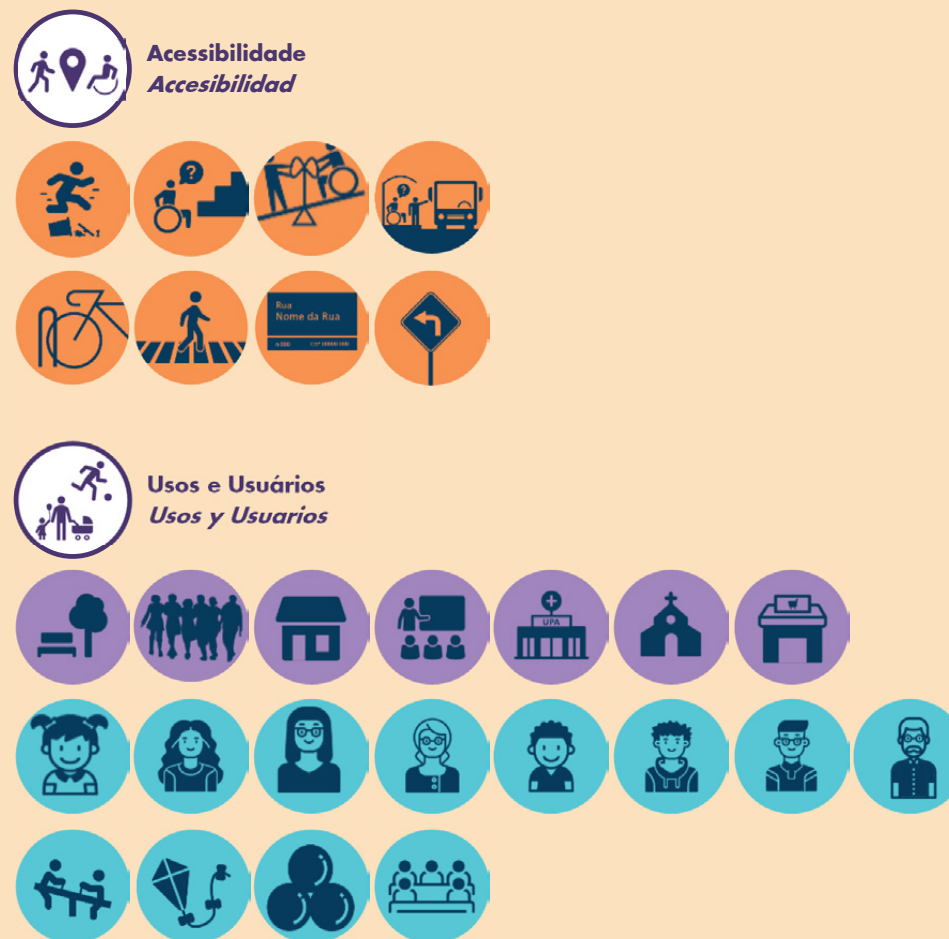 Acessibilidade
Accesibilidad
?
?
Rua
Nome da Rua
Usos e Usuários
Usos y Usuarios
UPA